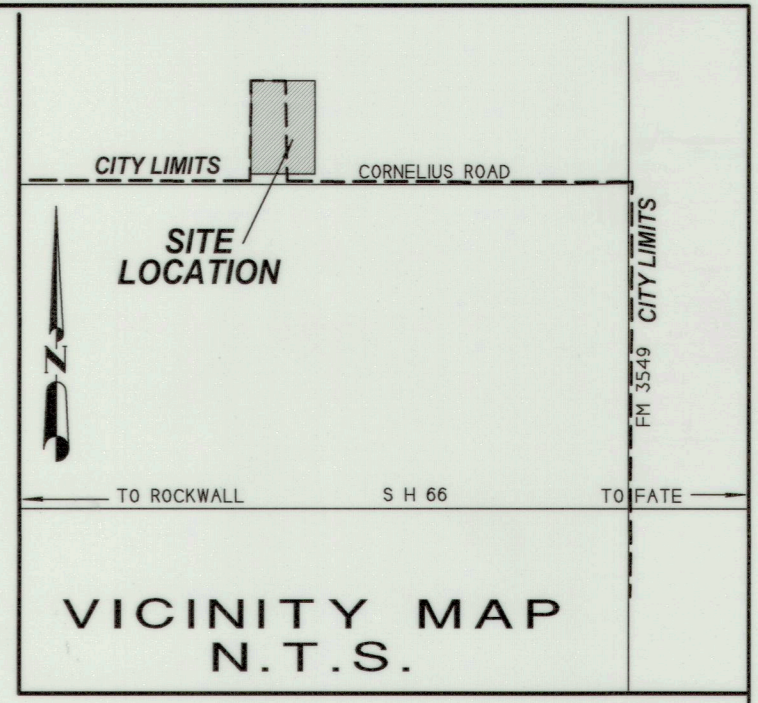 CITY LIMITS
CORNELIUS ROAD
SITE
LOCATION
CITY LIMITS
N
FM 3549
TO ROCKWALL
S H 66
TO FATE
VICINITY MAP
N.T.S.